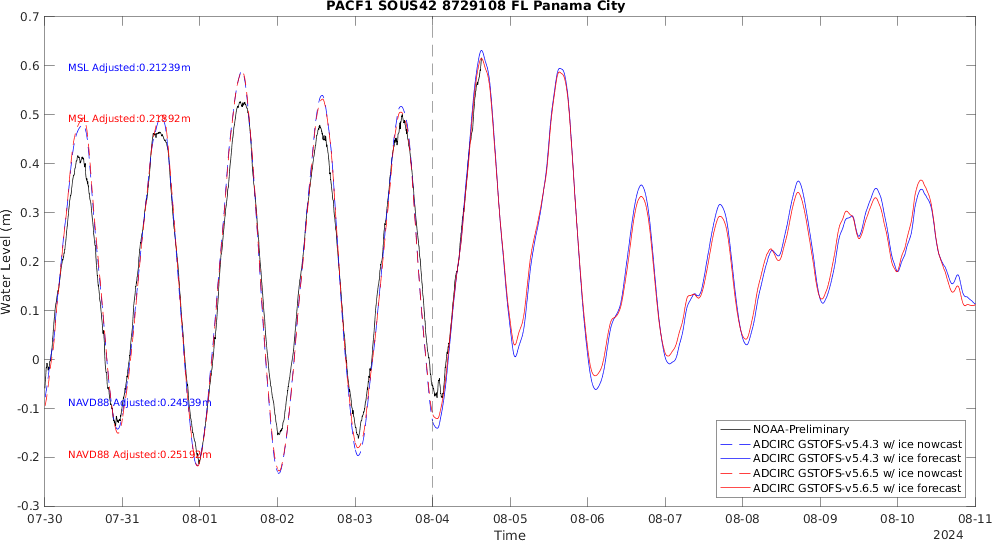 PACF1 SOUS42 8729108 FL Panama City
0.7
0.6
0.5
0.4
0.3
0.2
0.1
0
-0.1
-0.2
-0.3
Water Level (m)
MSL Adjusted:0.21239m
MSL Adjusted:0.21892m
NAVD88 Adjusted:0.24539m
NAVD88 Adjusted:0.25192m
NOAA-Preliminary
ADCIRC GSTOFS-v5.4.3 w/ ice nowcast
ADCIRC GSTOFS-v5.4.3 w/ ice forecast
ADCIRC GSTOFS-v5.6.5 w/ ice nowcast
ADCIRC GSTOFS-v5.6.5 w/ ice forecast
07-30 07-31 08-01 08-02 08-03 08-04 08-05 08-06 08-07 08-08 08-09 08-10 08-11
Time
2024